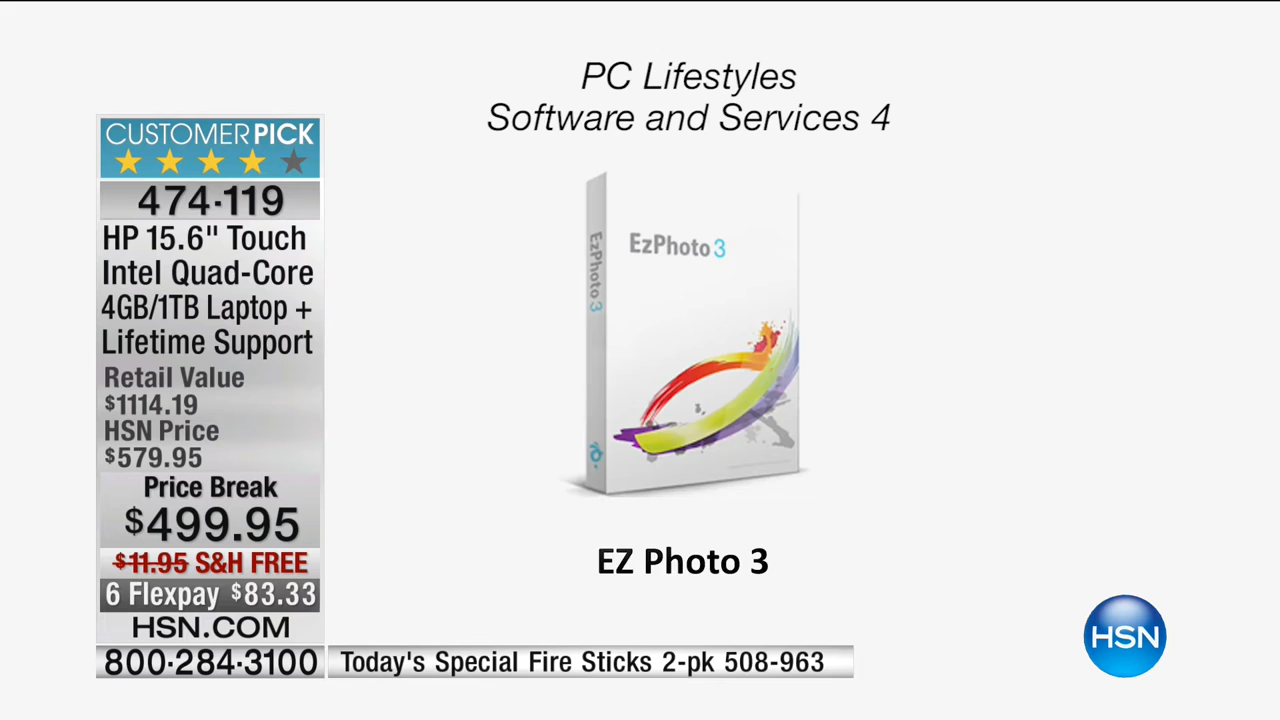 PC Lifestyles
Software and Services 4
CUSTOMERPICK
474-119
HP 15.6" Touch
Intel Quad-Core
4GB/1TB Laptop +
Lifetime Support
Retail Value
$1114.19
HSN Price
$579.95
Price Break
$499.95
$11.95 S&H FREE
6 Flexpay $83.33
HSN.COM
800-284-3100
Today's Special Fire Sticks 2-pk 508-963
EzPhoto 3
EzPhoto 3
EZ Photo 3
HSN